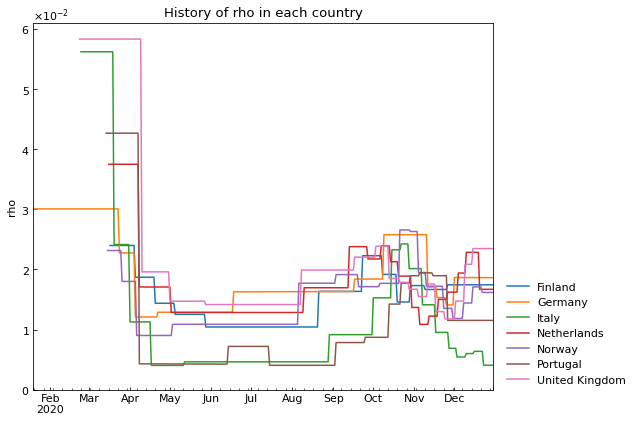 History of rho in each country
×10⁻²
6
5
4
3
2
1
0
rho
Feb Mar Apr May Jun Jul Aug Sep Oct Nov Dec
2020
Finland
Germany
Italy
Netherlands
Norway
Portugal
United Kingdom